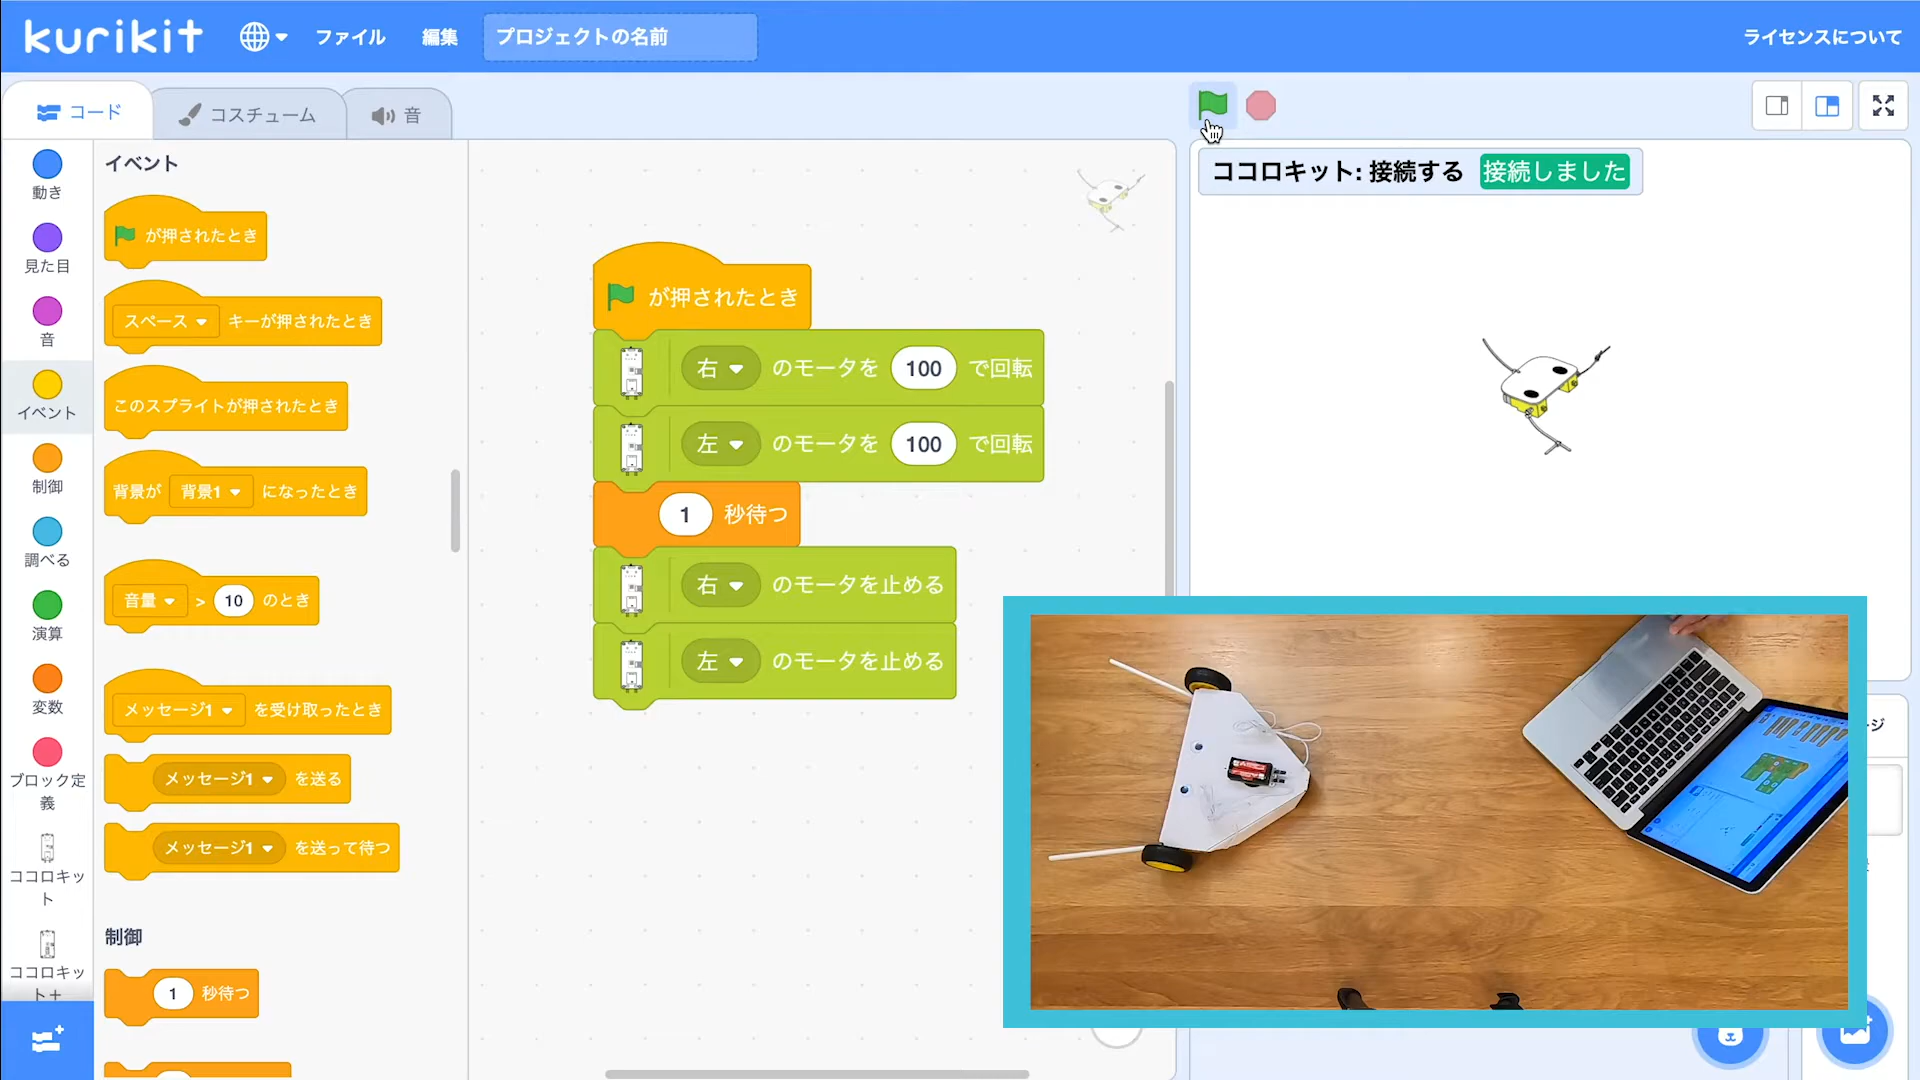 kurikit
ファイル
編集
プロジェクトの名前
ライセンスについて
コード
コスチューム
音
ココロキット: 接続する 接続しました
動き
見た目
音
イベント
制御
調べる
演算
変数
ブロック定
義
ココロキッ
ト
ココロキッ
ト+
イベント
が押されたとき
スペース キーが押されたとき
このスプライトが押されたとき
背景が 背景1 になったとき
音量 > 10 のとき
メッセージ1 を受け取ったとき
メッセージ1 を送る
メッセージ1 を送って待つ
制御
1 秒待つ
が押されたとき
右 のモータを 100 で回転
左 のモータを 100 で回転
1 秒待つ
右 のモータを止める
左 のモータを止める
ジ